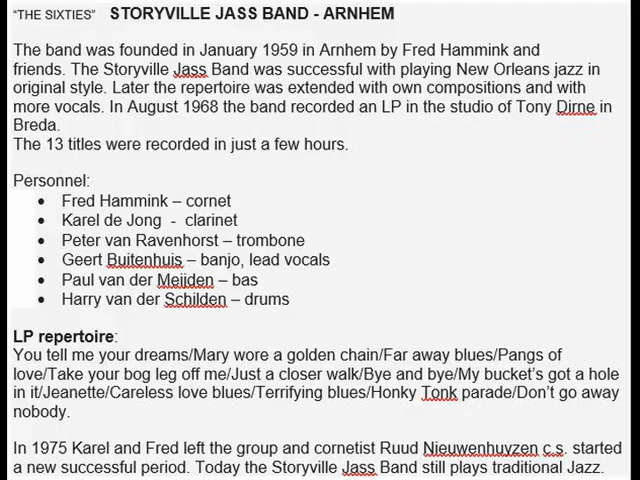 "THE SIXTIES" STORYVILLE JASS BAND - ARNHEM
The band was founded in January 1959 in Arnhem by Fred Hammink and
friends. The Storyville Jass Band was successful with playing New Orleans jazz in
original style. Later the repertoire was extended with own compositions and with
more vocals. In August 1968 the band recorded an LP in the studio of Tony Dirne in
Breda.
The 13 titles were recorded in just a few hours.
Personnel:
• Fred Hammink – cornet
• Karel de Jong - clarinet
• Peter van Ravenhorst – trombone
• Geert Buitenhuis – banjo, lead vocals
• Paul van der Meijden – bas
• Harry van der Schilden – drums
LP repertoire:
You tell me your dreams/Mary wore a golden chain/Far away blues/Pangs of
love/Take your bog leg off me/Just a closer walk/Bye and bye/My bucket's got a hole
in it/Jeanette/Careless love blues/Terrifying blues/Honky Tonk parade/Don't go away
nobody.
In 1975 Karel and Fred left the group and cornetist Ruud Nieuwenhuyzen c.s. started
a new successful period. Today the Storyville Jass Band still plays traditional Jazz.